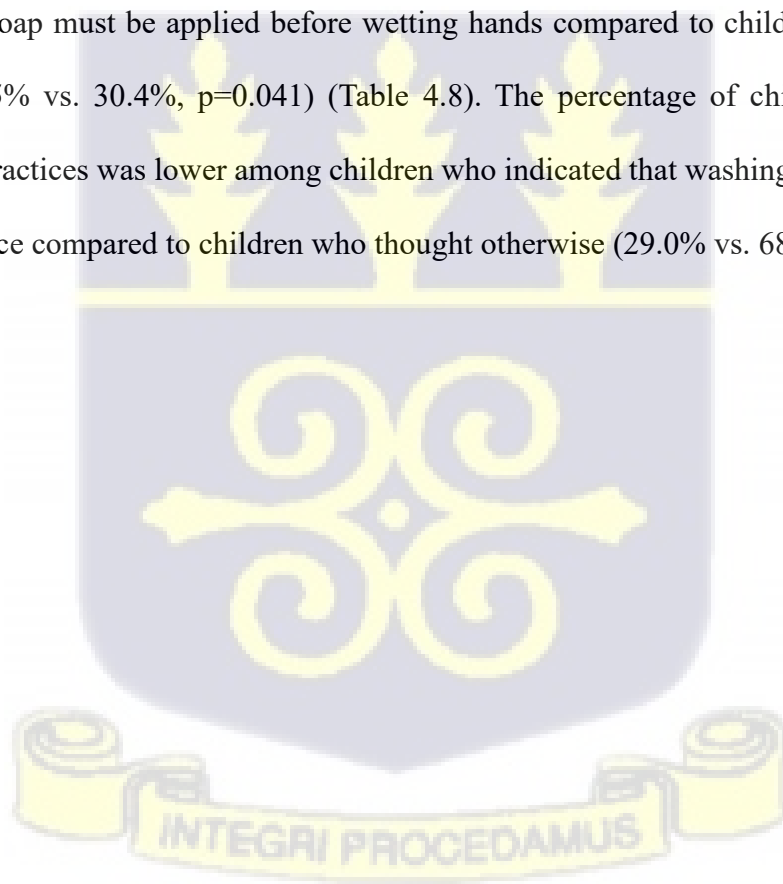 oap must be applied before wetting hands compared to child
% vs. 30.4%, p=0.041) (Table 4.8). The percentage of chi
ractices was lower among children who indicated that washing
ce compared to children who thought otherwise (29.0% vs. 68
INTEGRI PROCEDAMUS